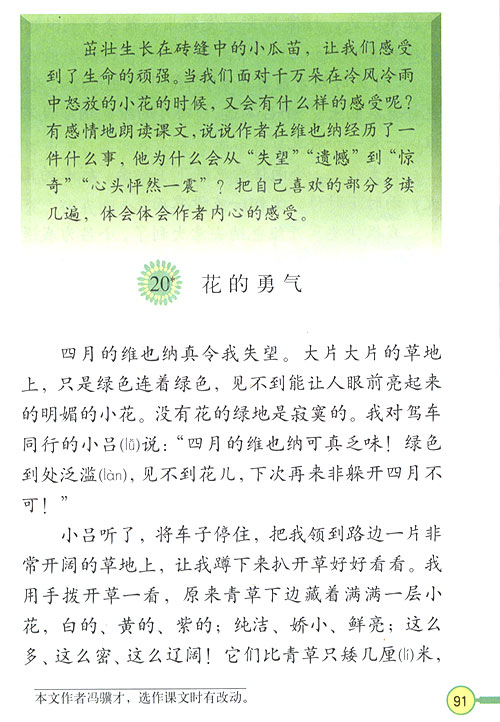 茁壮生长在砖缝中的小瓜苗，让我们感受
到了生命的顽强。当我们面对千万朵在冷风冷雨
中怒放的小花的时候，又会有什么样的感受呢？
有感情地朗读课文，说说作者在维也纳经历了一
件什么事，他为什么会从“失望”“遗憾”到“惊
奇”“心头怦然一震”？把自己喜欢的部分多读
几遍，体会体会作者内心的感受。
20* 花的勇气
四月的维也纳真令我失望。大片大片的草地
上，只是绿色连着绿色，见不到能让人眼前亮起来
的明媚的小花。没有花的绿地是寂寞的。我对驾车
同行的小吕(lǚ)说：“四月的维也纳可真乏味！绿色
到处泛滥(làn)，见不到花儿，下次再来非躲开四月不
可！”
小吕听了，将车子停住，把我领到路边一片非
常开阔的草地上，让我蹲下来扒开草好好看看。我
用手拨开草一看，原来青草下边藏着满满一层小
花，白的、黄的、紫的；纯洁、娇小、鲜亮；这么
多、这么密、这么辽阔！它们比青草只矮几厘(lí)米，
本文作者冯骥才，选作课文时有改动。
91